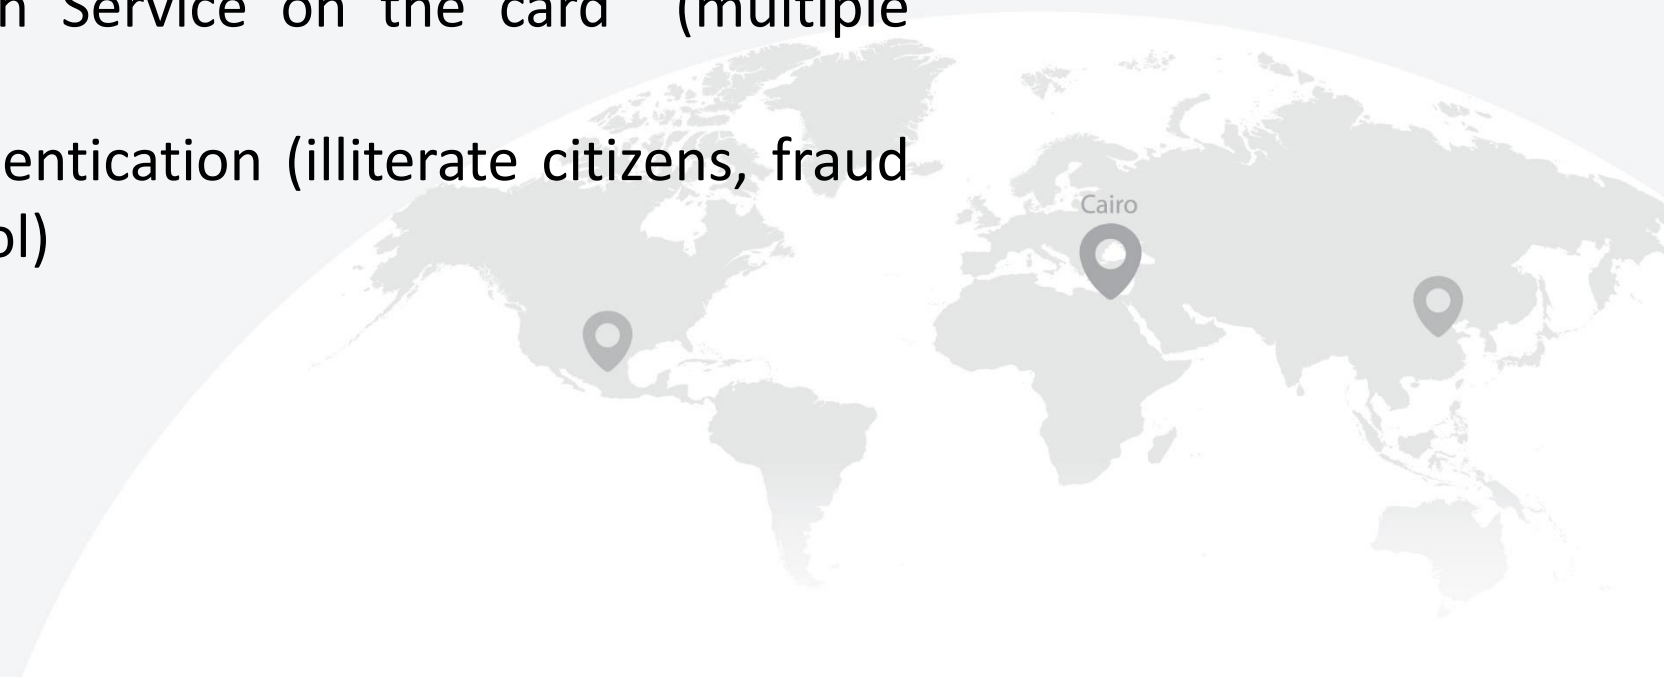 Service on the card (multiple
entication (illiterate citizens, fraud
ol)
Cairo